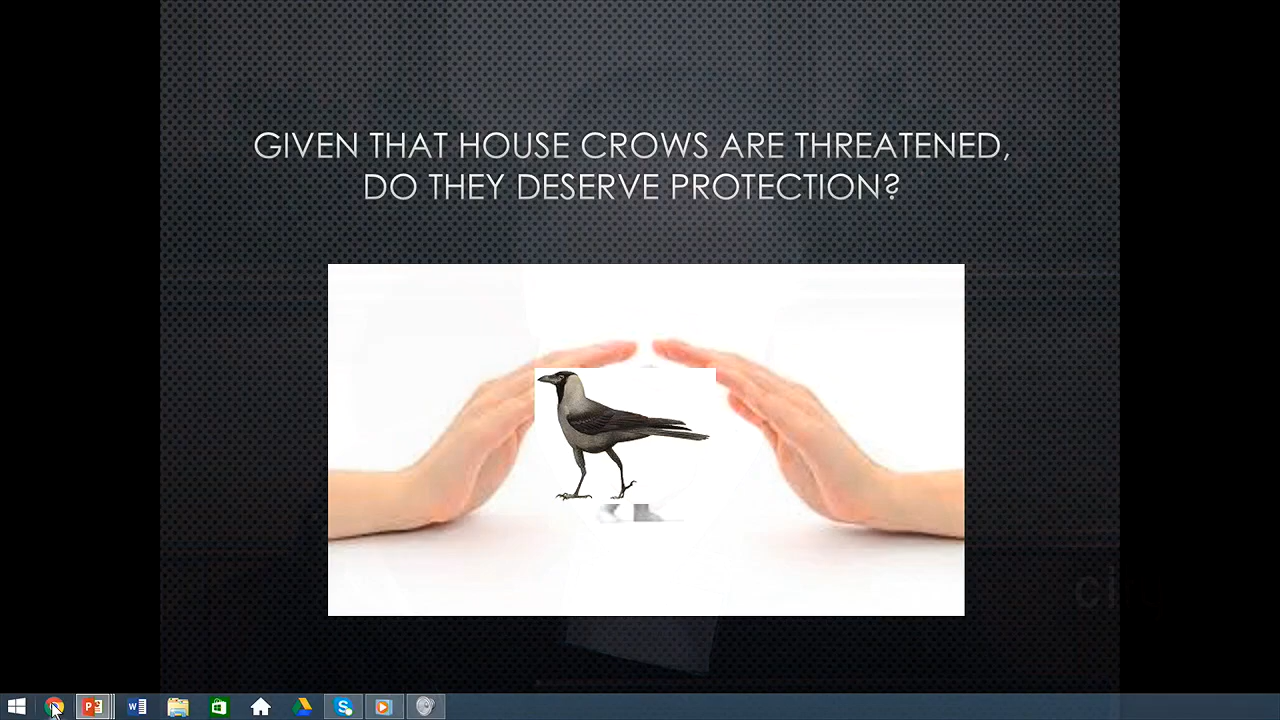 GIVEN THAT HOUSE CROWS ARE THREATENED,
DO THEY DESERVE PROTECTION?